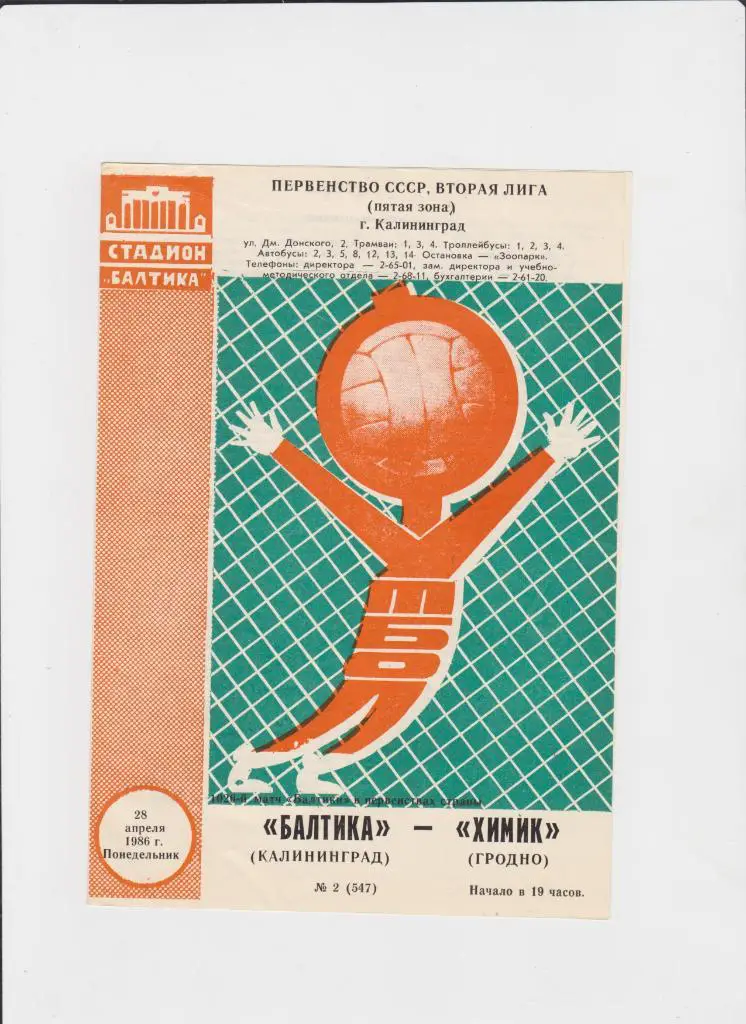 СТАДИОН
„БАЛТИКА"
ПЕРВЕНСТВО СССР, ВТОРАЯ ЛИГА
(пятая зона)
г. Калининград
ул. Дм. Донского, 2. Трамваи: 1, 3, 4. Троллейбусы: 1, 2, 3, 4.
Автобусы: 2, 3, 5, 8, 12, 13, 14. Остановка — «Зоопарк».
Телефоны: директора — 2-65-01, зам. директора и учебно-
методического отдела — 2-68-11, бухгалтерии — 2-61-20.
матч «Балтики» в первенствах страны
28
апреля
1986 г.
Понедельник
«БАЛТИКА» — «ХИМИК»
(КАЛИНИНГРАД) (ГРОДНО)
№ 2 (547) Начало в 19 часов.